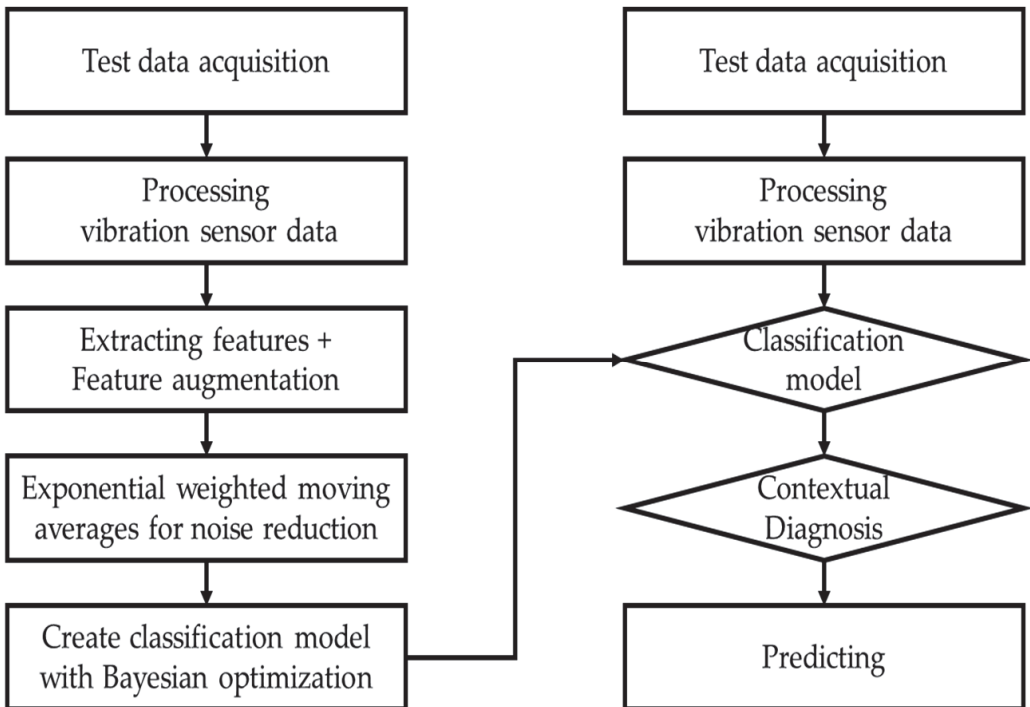 Test data acquisition
Processing
vibration sensor data
Extracting features +
Feature augmentation
Exponential weighted moving
averages for noise reduction
Create classification model
with Bayesian optimization
Test data acquisition
Processing
vibration sensor data
Classification
model
Contextual
Diagnosis
Predicting